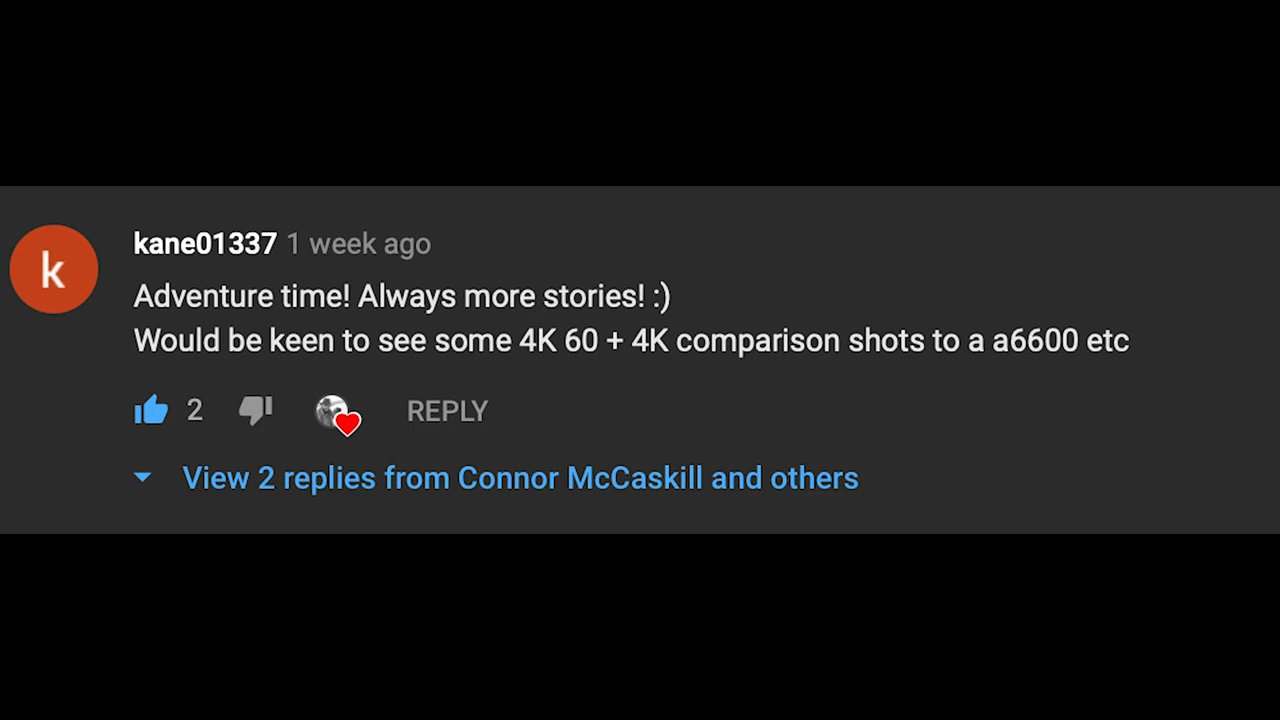 k
kane01337 1 week ago
Adventure time! Always more stories! :)
Would be keen to see some 4K 60 + 4K comparison shots to a a6600 etc
2 REPLY
View 2 replies from Connor McCaskill and others